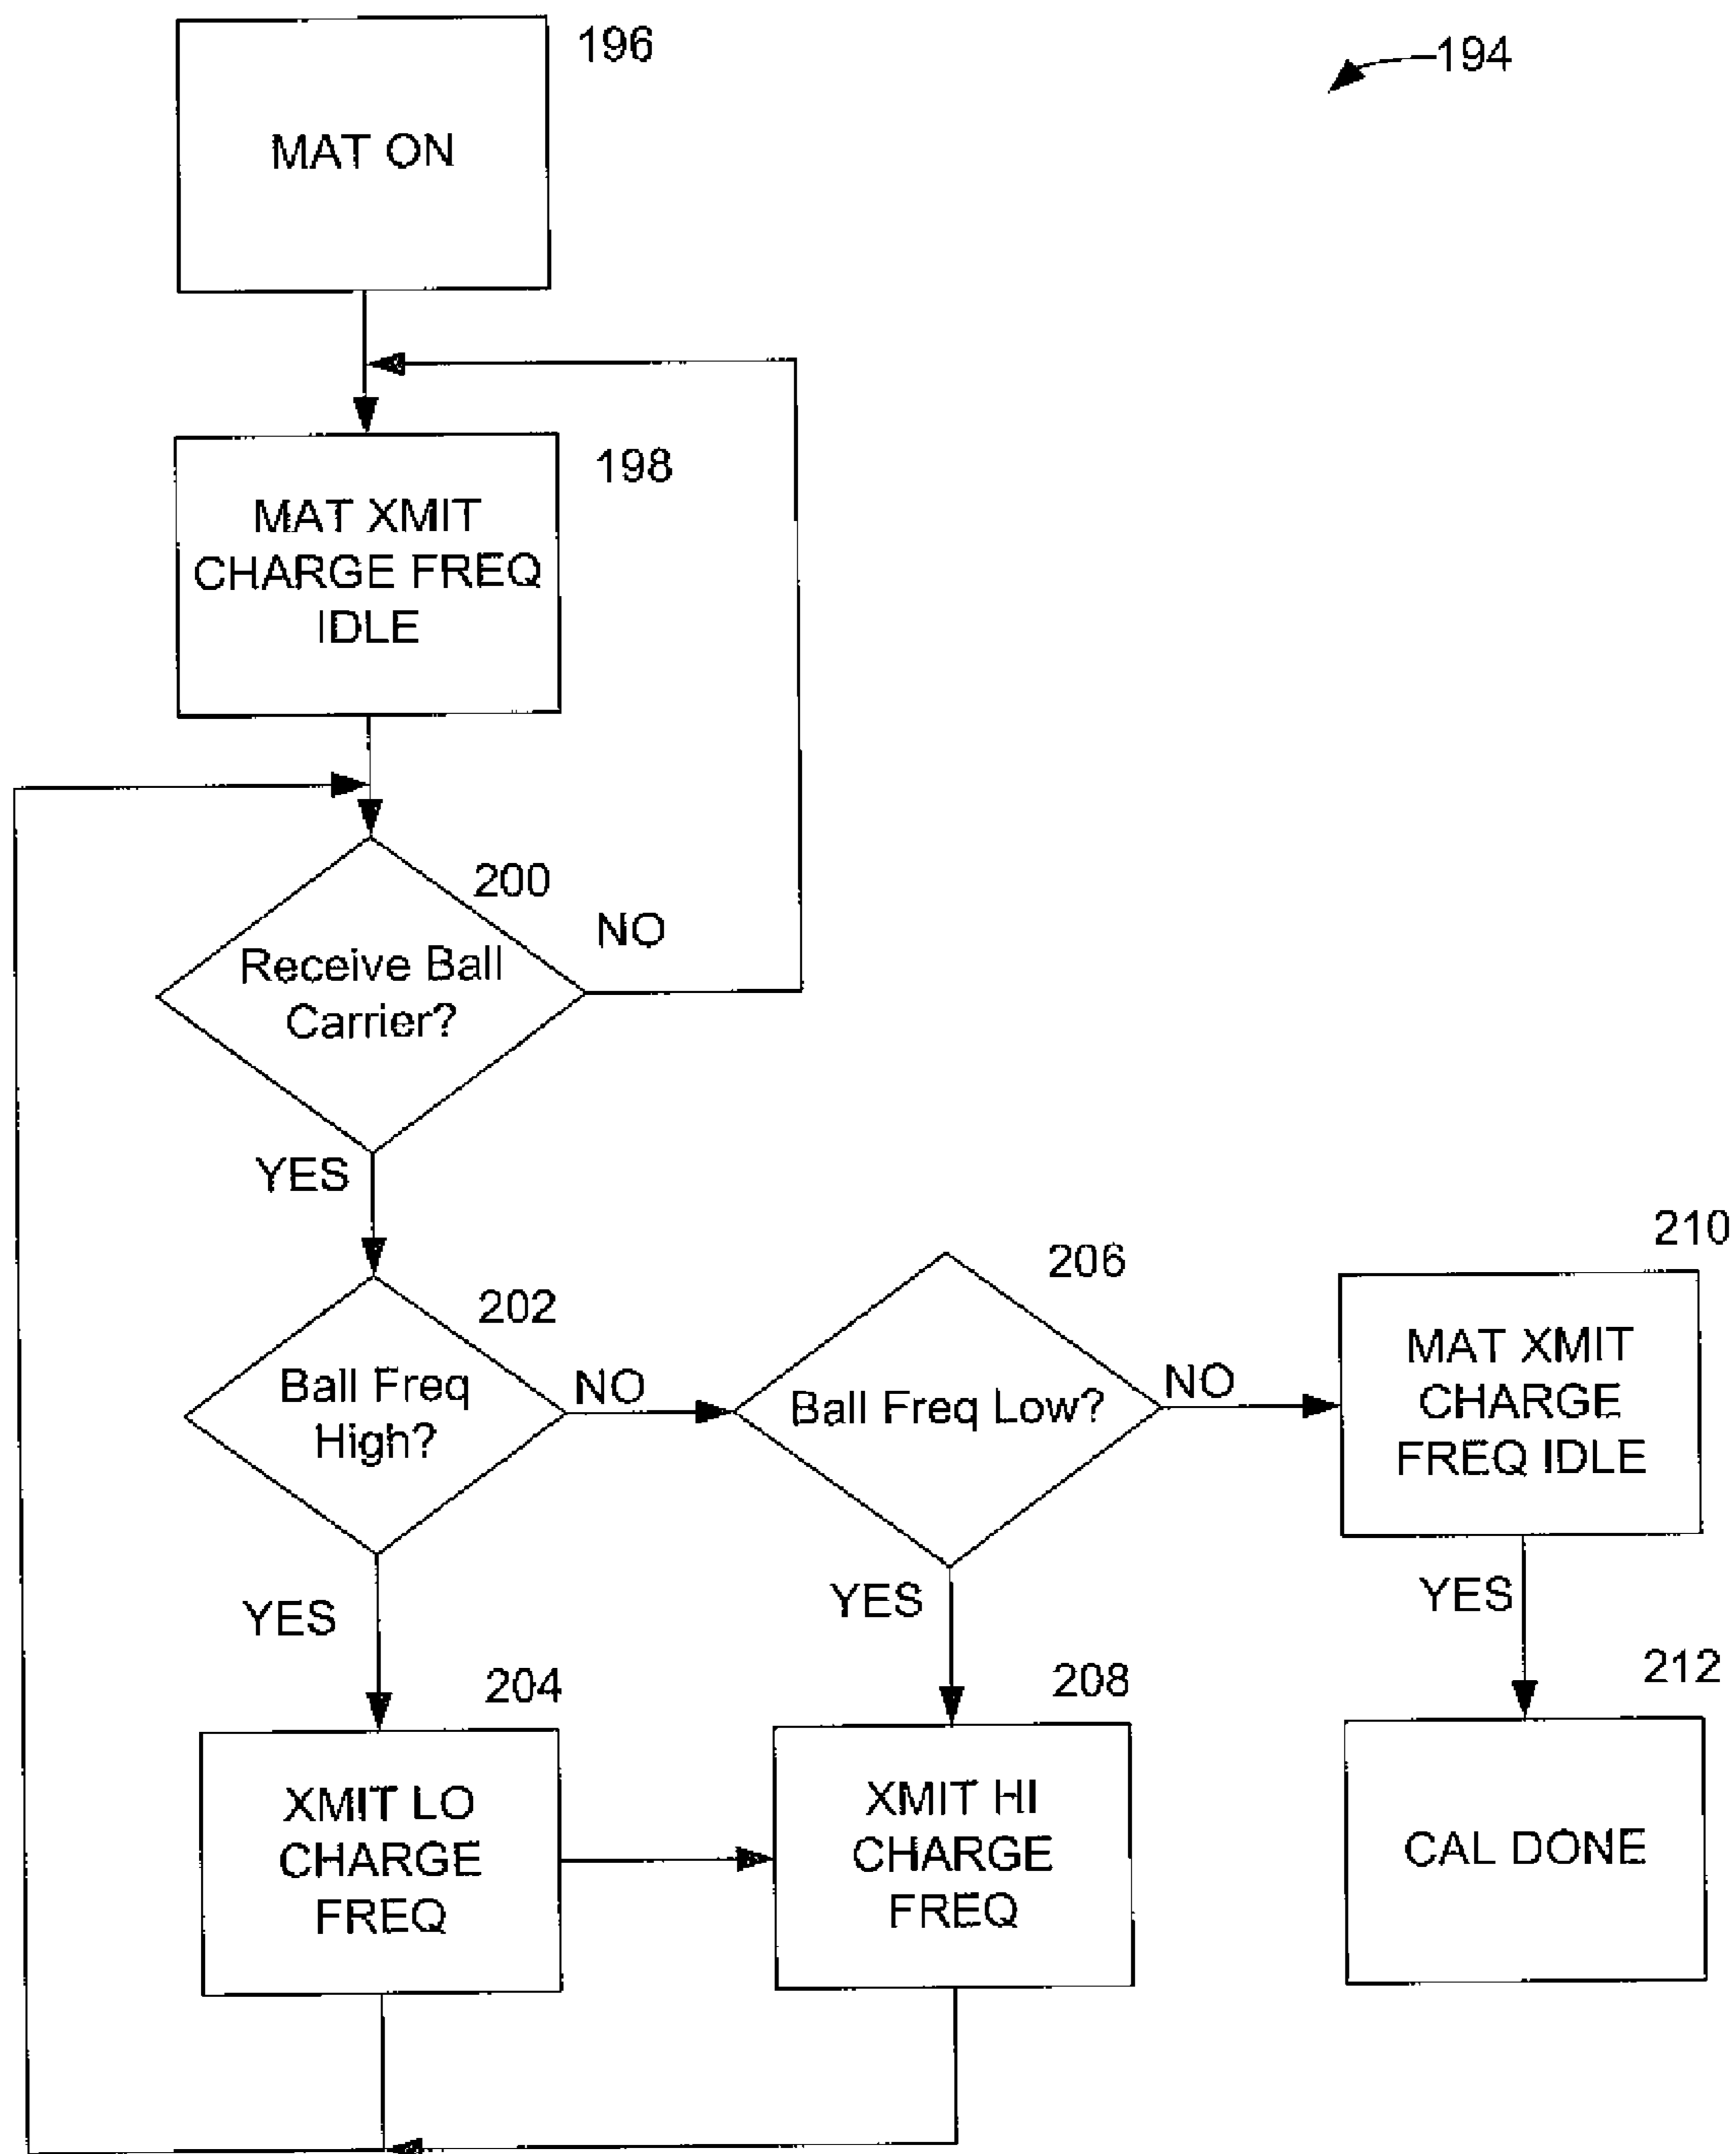 196
194
MAT ON
198
MAT XMIT
CHARGE FREQ
IDLE
200
NO
Receive Ball
Carrier?
YES
202
Ball Freq
High?
NO
206
Ball Freq Low?
NO
210
MAT XMIT
CHARGE
FREQ IDLE
YES
YES
YES
204
208
212
XMIT LO
CHARGE
FREQ
XMIT HI
CHARGE
FREQ
CAL DONE